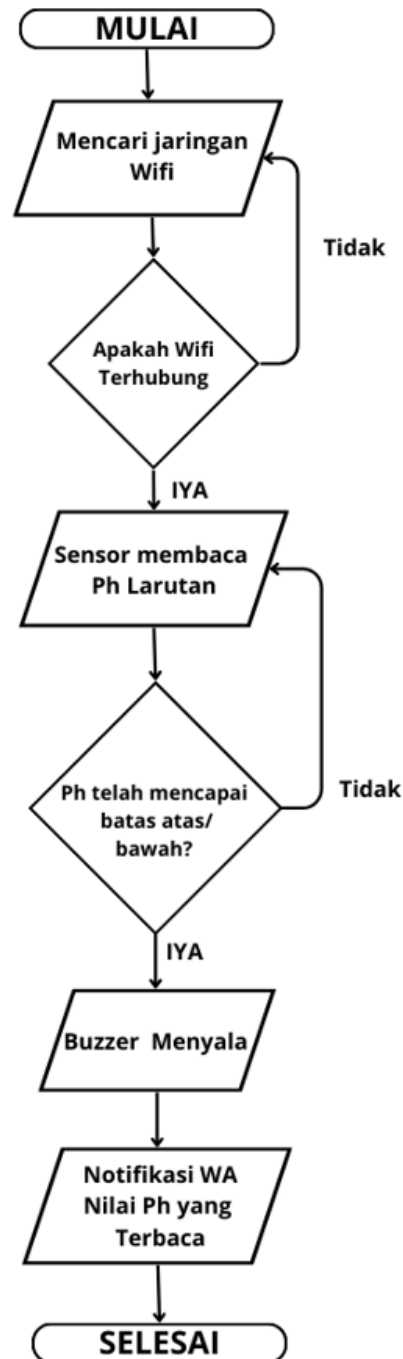 MULAI
Mencari jaringan
Wifi
Tidak
Apakah Wifi
Terhubung
IYA
Sensor membaca
Ph Larutan
Tidak
Ph telah mencapai
batas atas/
bawah?
IYA
Buzzer Menyala
Notifikasi WA
Nilai Ph yang
Terbaca
SELESAI